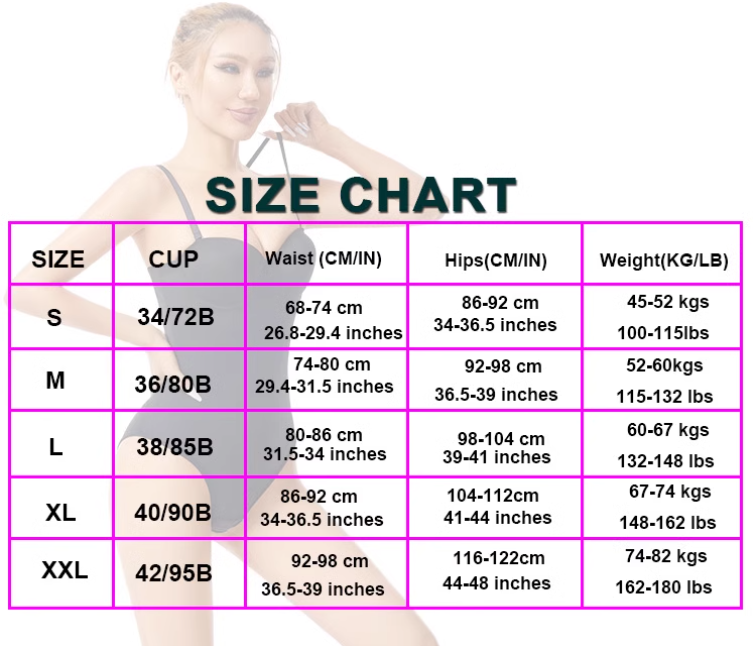 SIZE CHART
SIZE CUP Waist (CM/IN) Hips(CM/IN) Weight(KG/LB)
S 34/72B 68-74 cm 86-92 cm 45-52 kgs
26.8-29.4 inches 34-36.5 inches 100-115lbs
M 36/80B 74-80 cm 92-98 cm 52-60kgs
29.4-31.5 inches 36.5-39 inches 115-132 lbs
L 38/85B 80-86 cm 98-104 cm 60-67 kgs
31.5-34 inches 39-41 inches 132-148 lbs
XL 40/90B 86-92 cm 104-112cm 67-74 kgs
34-36.5 inches 41-44 inches 148-162 lbs
XXL 42/95B 92-98 cm 116-122cm 74-82 kgs
36.5-39 inches 44-48 inches 162-180 lbs